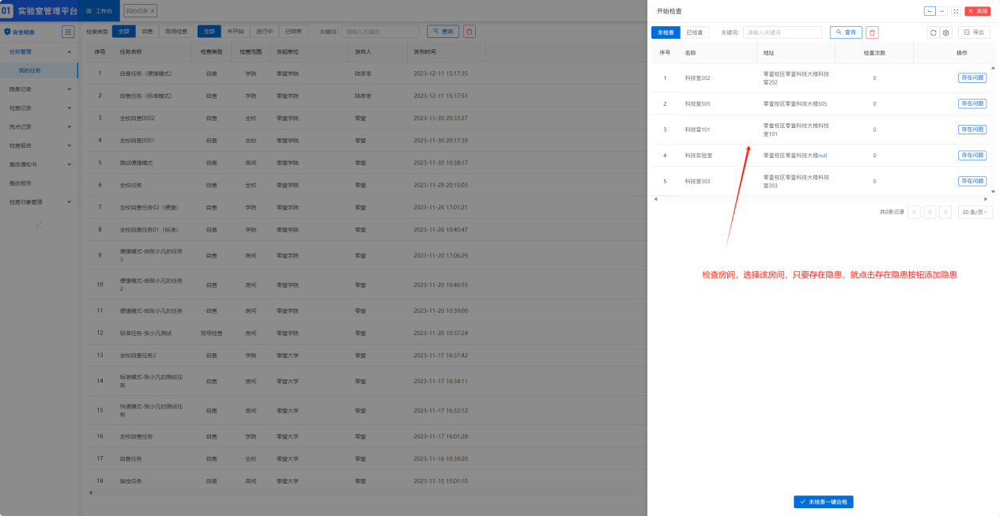 01 实验室管理平台 工作台 我的任务 ×
安全检查
任务管理
我的任务
隐患记录
检查记录
亮点记录
检查报告
整改通知书
整改报告
检查对象管理
检查类型 全部 自查 现场检查 全部 未开始 进行中 已结束 关键词: 请输入关键词 查询
序号 任务名称 检查类型 检查范围 发起单位 发布人 发布时间
1 自查任务（便捷模式） 自查 学院 零壹学院 2023-12-11 15:17:35
2 自查任务（标准模式） 自查 学院 零壹学院 2023-12-11 15:17:51
3 全校自查0002 自查 全校 零壹学院 零壹 2023-11-30 20:33:27
4 全校自查0001 自查 全校 零壹学院 零壹 2023-11-30 20:17:39
5 测试便捷模式 自查 房间 零壹学院 零壹 2023-11-30 10:38:17
6 全校任务 自查 全校 零壹学院 零壹 2023-11-29 20:15:03
7 全校自查任务02（便捷） 自查 学院 零壹学院 零壹 2023-11-26 17:01:21
8 全校自查任务01（标准） 自查 学院 零壹学院 零壹 2023-11-26 10:40:47
9 便捷模式-给张小凡的任务
3 自查 房间 零壹学院 零壹 2023-11-20 17:06:29
10 便捷模式-给张小凡的任务
2 自查 房间 零壹学院 零壹 2023-11-20 16:46:55
11 便捷模式-给张小凡的任务 自查 房间 零壹学院 零壹 2023-11-20 10:39:00
12 标准任务-张小凡测试 现场检查 房间 零壹学院 零壹 2023-11-20 10:37:24
13 全校自查任务2 自查 学院 零壹大学 零壹 2023-11-17 16:37:42
14 标准模式-张小凡的测试任
务 自查 房间 零壹大学 零壹 2023-11-17 16:34:11
15 快速模式-张小凡的测试任
务 自查 房间 零壹大学 零壹 2023-11-17 16:32:12
16 全校自查任务 自查 学院 零壹大学 零壹 2023-11-17 16:01:28
17 自查任务 自查 全校 零壹大学 零壹 2023-11-16 10:39:20
18 指定任务 自查 房间 零壹大学 零壹 2023-11-15 15:01:10
开始检查 × 关闭
未检查 已检查 关键词: 请输入关键词 查询 导出
序号 名称 地址 检查次数 操作
1 科技室202 零壹校区零壹科技大楼科技
室202 0 存在问题
2 科技室505 零壹校区零壹科技大楼505 0 存在问题
3 科技室101 零壹校区零壹科技大楼科技
室101 0 存在问题
4 科技实验室 零壹校区零壹科技大楼null 0 存在问题
5 科技室303 零壹校区零壹科技大楼科技
室303 0 存在问题
共0条记录 < 0 > 20 条/页
检查房间，选择该房间，只要存在隐患，就点击存在隐患按钮添加隐患
未检查一键合格